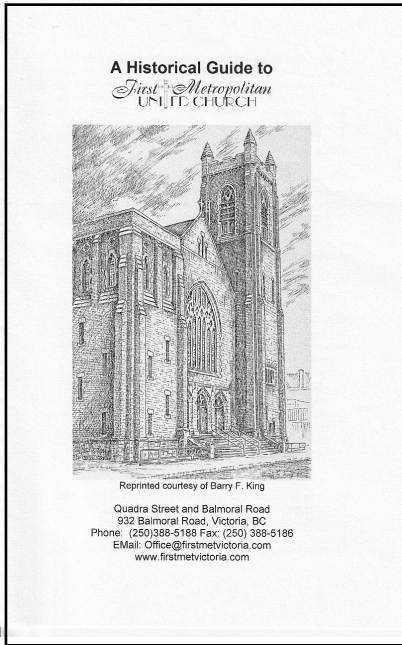 A Historical Guide to
First Metropolitan
UNITED CHURCH
Reprinted courtesy of Barry F. King
Quadra Street and Balmoral Road
932 Balmoral Road, Victoria, BC
Phone: (250)388-5188 Fax: (250) 388-5186
EMail: Office@firstmetvictoria.com
www.firstmetvictoria.com